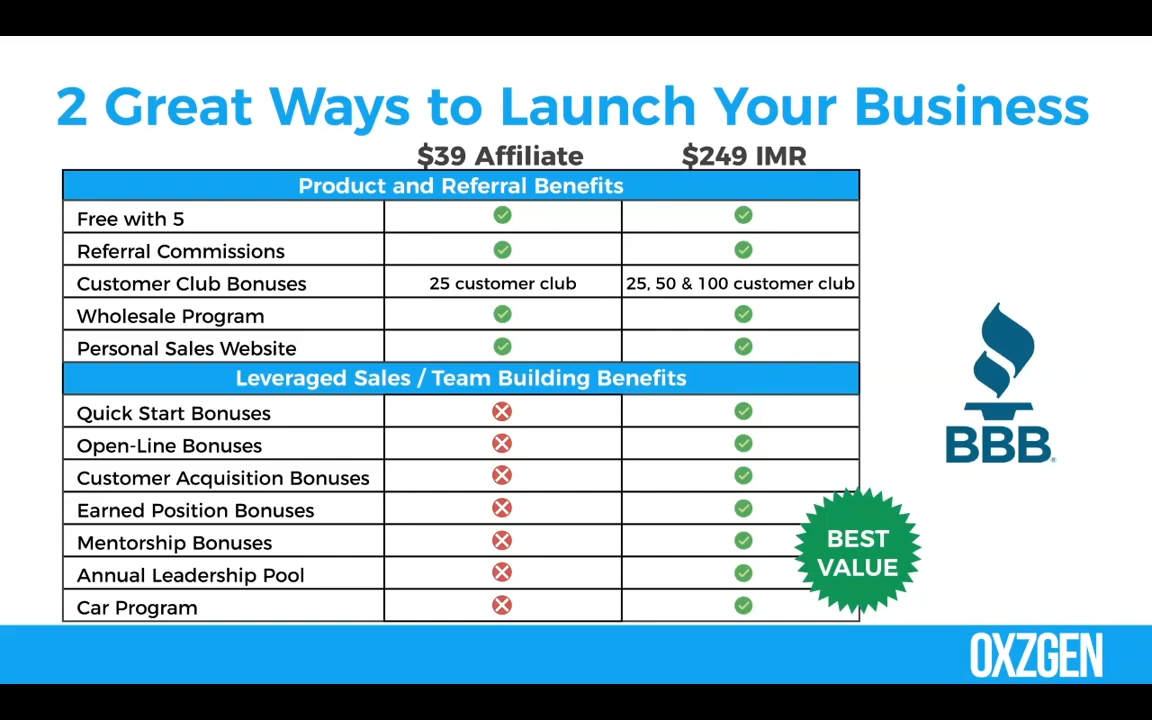 2 Great Ways to Launch Your Business
$39 Affiliate $249 IMR
Product and Referral Benefits
Free with 5
Referral Commissions
Customer Club Bonuses 25 customer club 25, 50 & 100 customer club
Wholesale Program
Personal Sales Website
Leveraged Sales / Team Building Benefits
Quick Start Bonuses
Open-Line Bonuses
Customer Acquisition Bonuses
Earned Position Bonuses
Mentorship Bonuses
Annual Leadership Pool
Car Program
BBB®
BEST
VALUE
OXZGEN